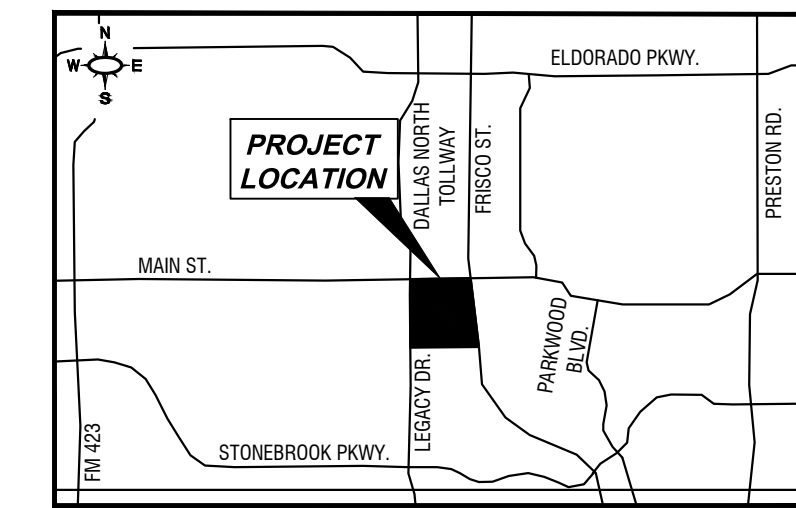 N
W E
S
ELDORADO PKWY.
PROJECT
LOCATION
DALLAS NORTH
TOLLWAY
FRISCO ST.
PRESTON RD.
MAIN ST.
PARKWOOD
BLVD.
LEGACY DR.
FM 423
STONEBROOK PKWY.